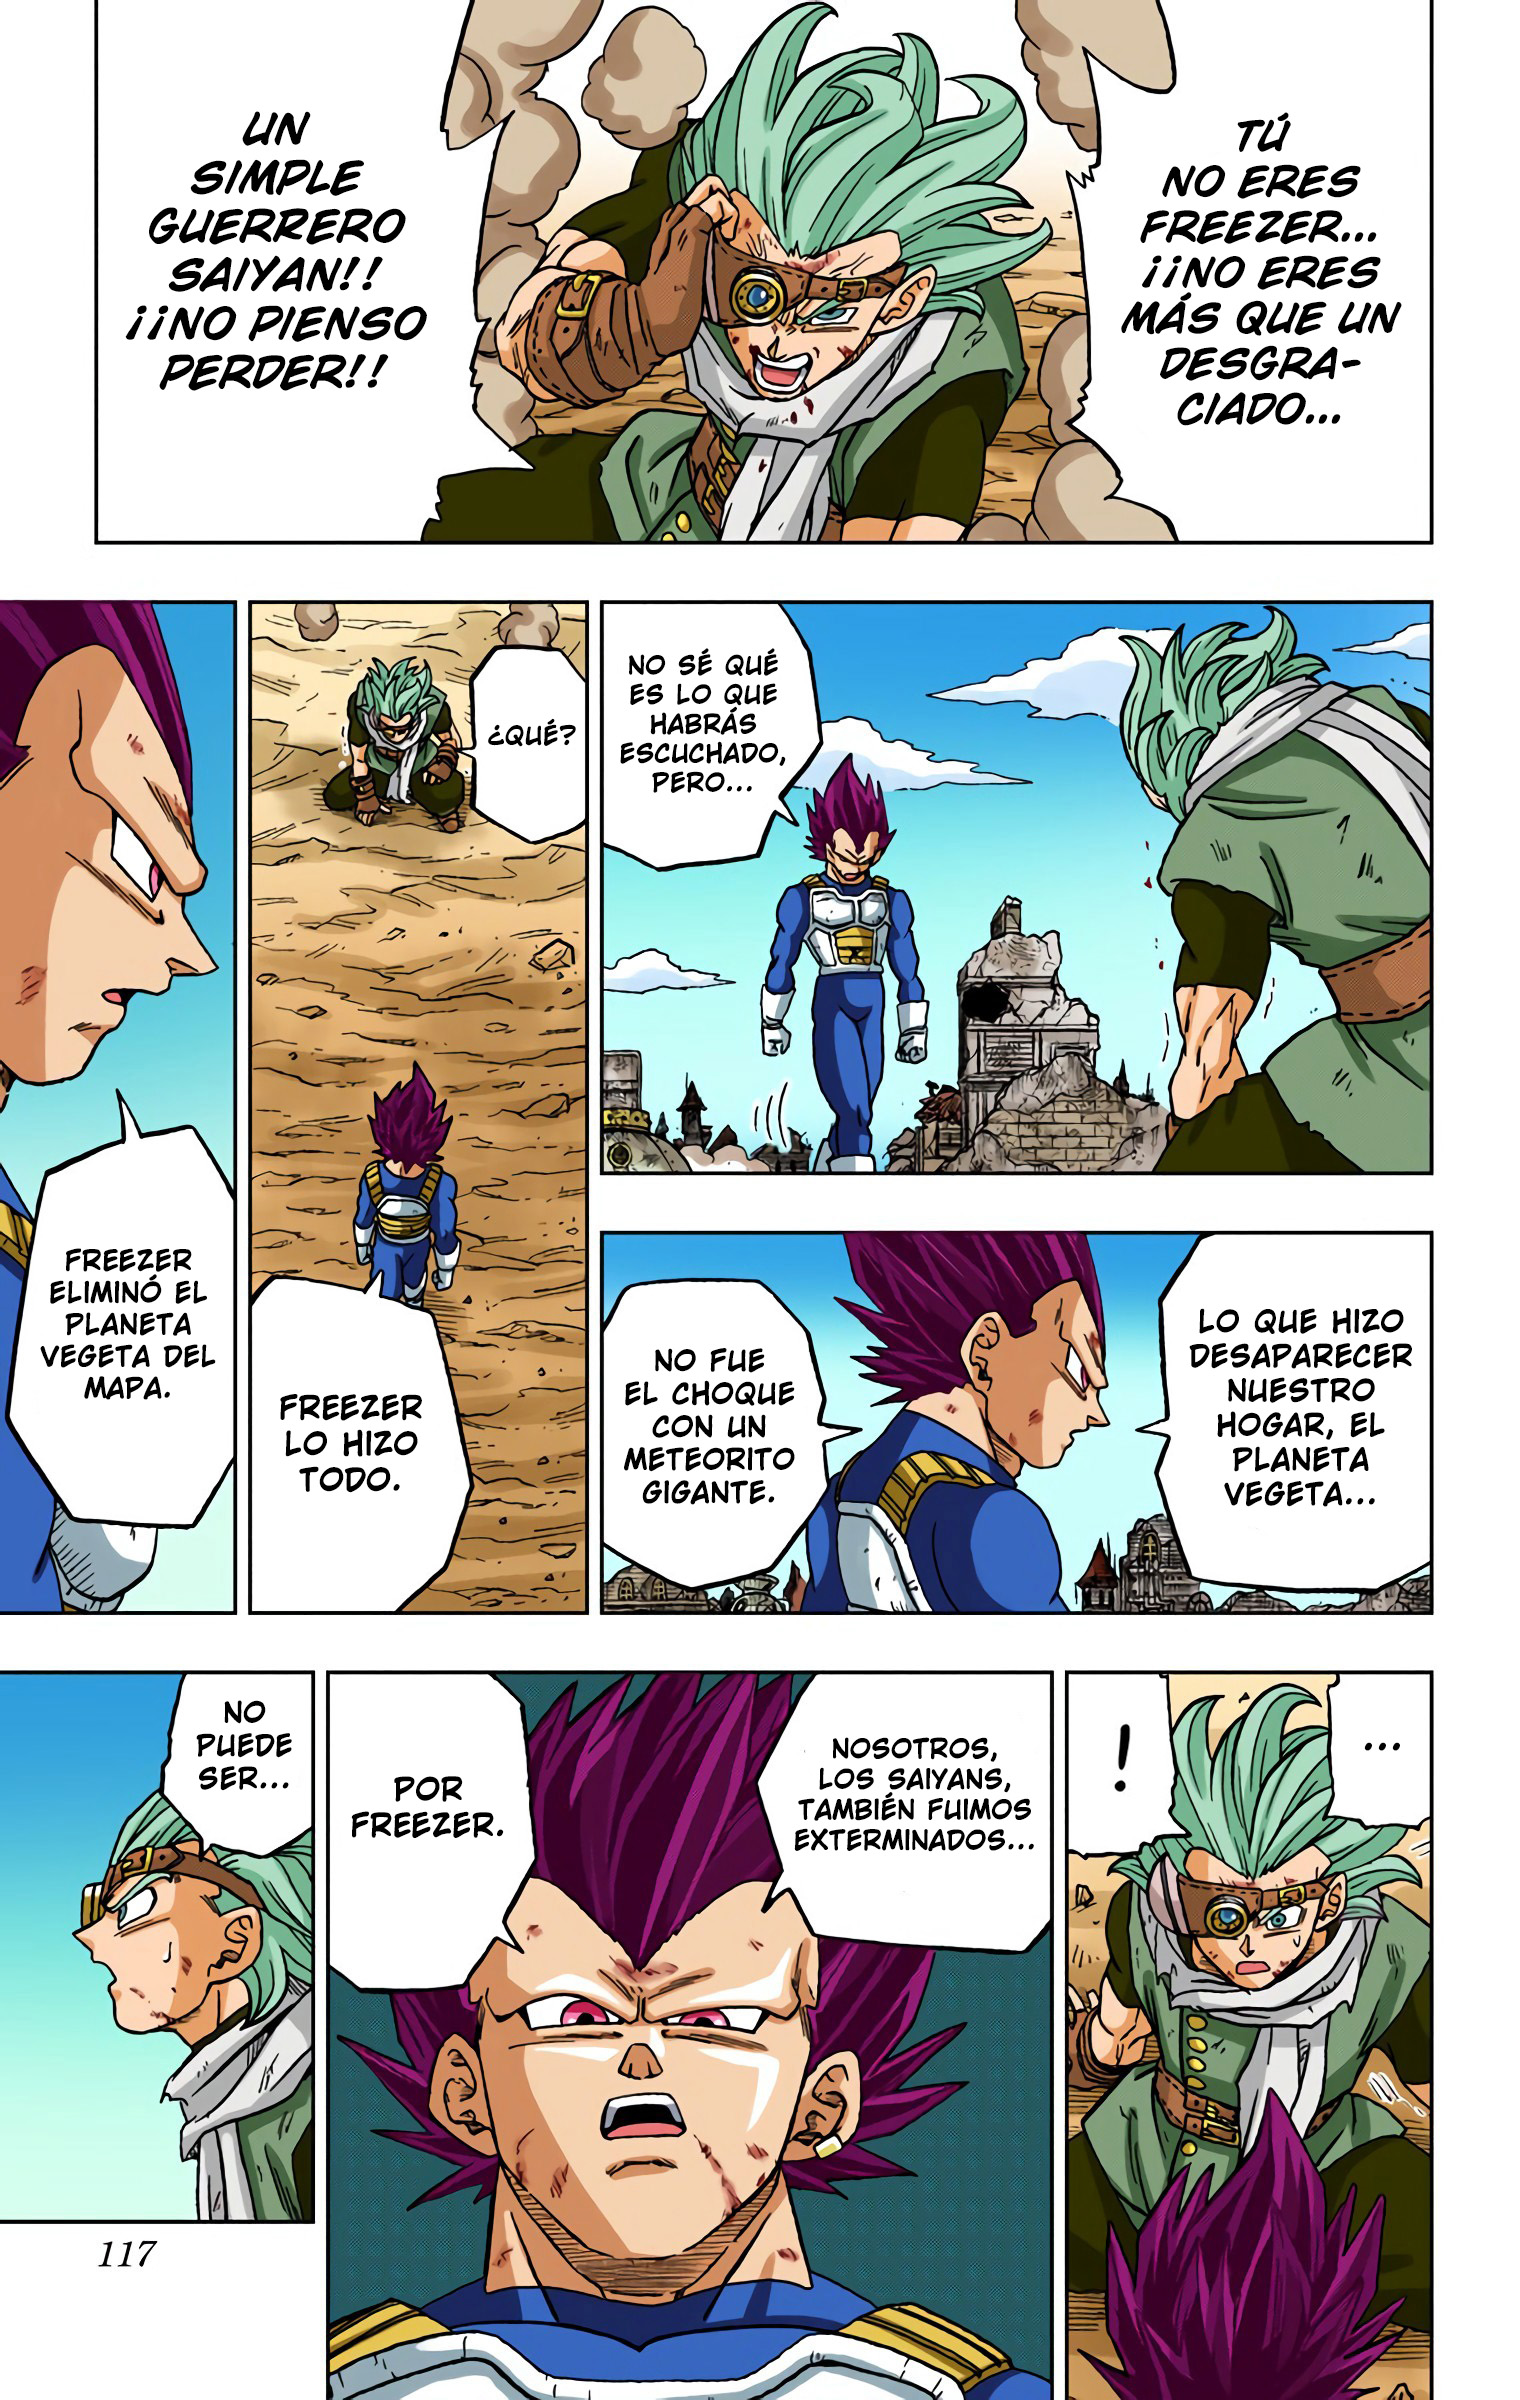 TÚ
NO ERES
FREEZER...
¡¡NO ERES
MÁS QUE UN
DESGRA-
CIADO...
UN
SIMPLE
GUERRERO
SAIYAN!!
¡¡NO PIENSO
PERDER!!
NO SÉ QUÉ
ES LO QUE
HABRÁS
ESCUCHADO,
PERO...
LO QUE HIZO
DESAPARECER
NUESTRO
HOGAR, EL
PLANETA
VEGETA...
NO FUE
EL CHOQUE
CON UN
METEORITO
GIGANTE.
¿QUÉ?
FREEZER
LO HIZO
TODO.
FREEZER
ELIMINÓ EL
PLANETA
VEGETA DEL
MAPA.
...
!
NOSOTROS,
LOS SAIYANS,
TAMBIÉN FUIMOS
EXTERMINADOS...
POR
FREEZER.
NO
PUEDE
SER...
117